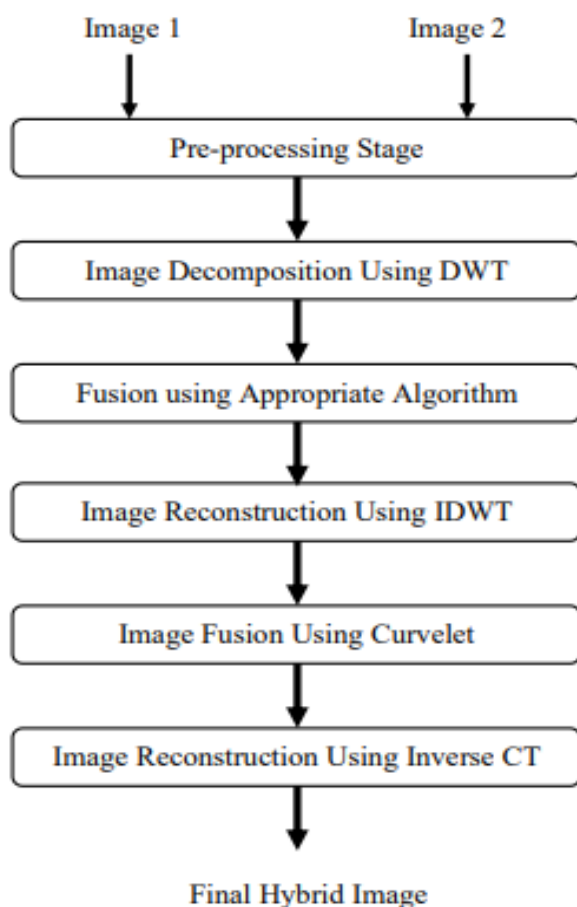 Image 1
Image 2
Pre-processing Stage
Image Decomposition Using DWT
Fusion using Appropriate Algorithm
Image Reconstruction Using IDWT
Image Fusion Using Curvelet
Image Reconstruction Using Inverse CT
Final Hybrid Image